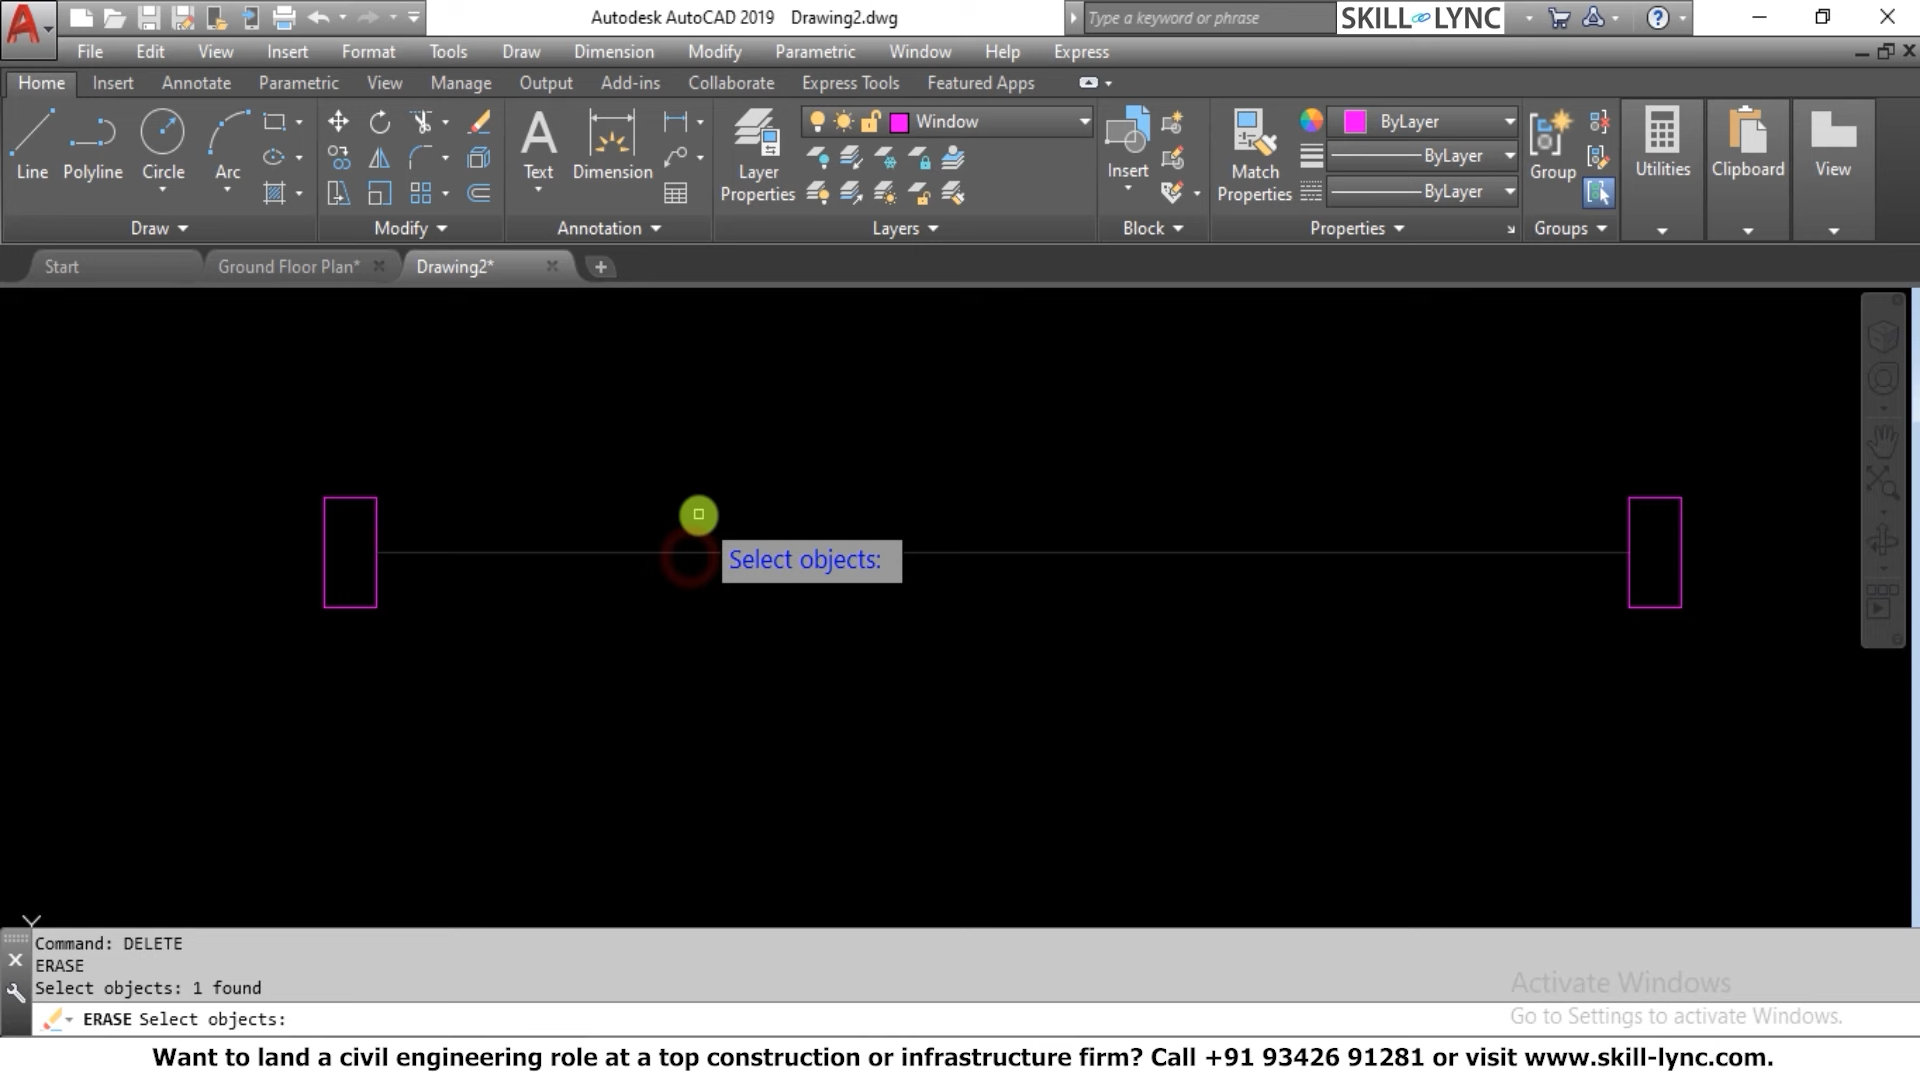 Autodesk AutoCAD 2019 Drawing2.dwg
Type a keyword or phrase
SKILL LYNC
File Edit View Insert Format Tools Draw Dimension Modify Parametric Window Help Express
Home Insert Annotate Parametric View Manage Output Add-ins Collaborate Express Tools Featured Apps
Window
ByLayer
ByLayer
ByLayer
Line Polyline Circle Arc
Text Dimension
Layer Properties
Insert
Match Properties
Group
Utilities
Clipboard
View
Draw
Modify
Annotation
Layers
Block
Properties
Groups
Start Ground Floor Plan* Drawing2*
Select objects:
Command: DELETE
ERASE
Select objects: 1 found
ERASE Select objects:
Activate Windows
Go to Settings to activate Windows.
Want to land a civil engineering role at a top construction or infrastructure firm? Call +91 93426 91281 or visit www.skill-lync.com.